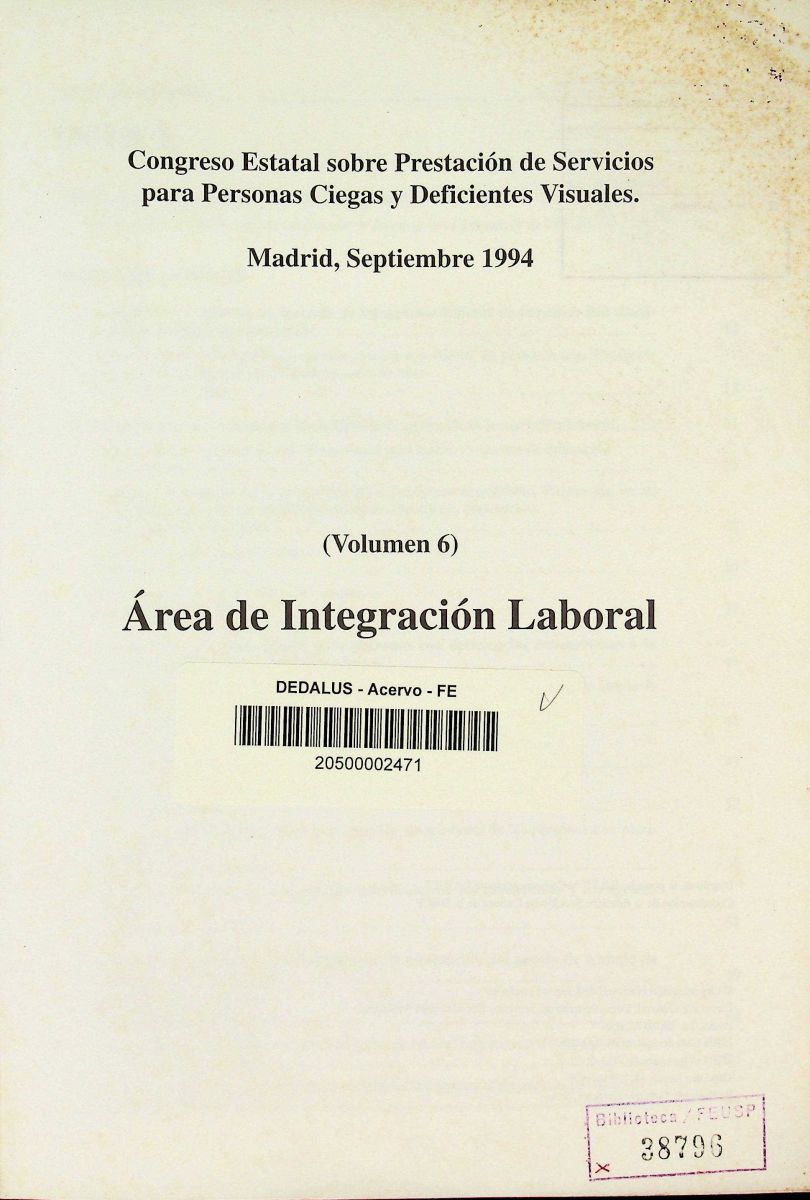 Congreso Estatal sobre Prestación de Servicios
para Personas Ciegas y Deficientes Visuales.
Madrid, Septiembre 1994
(Volumen 6)
Área de Integración Laboral
DEDALUS - Acervo - FE
20500002471
Biblioteca / FEUSP
38796